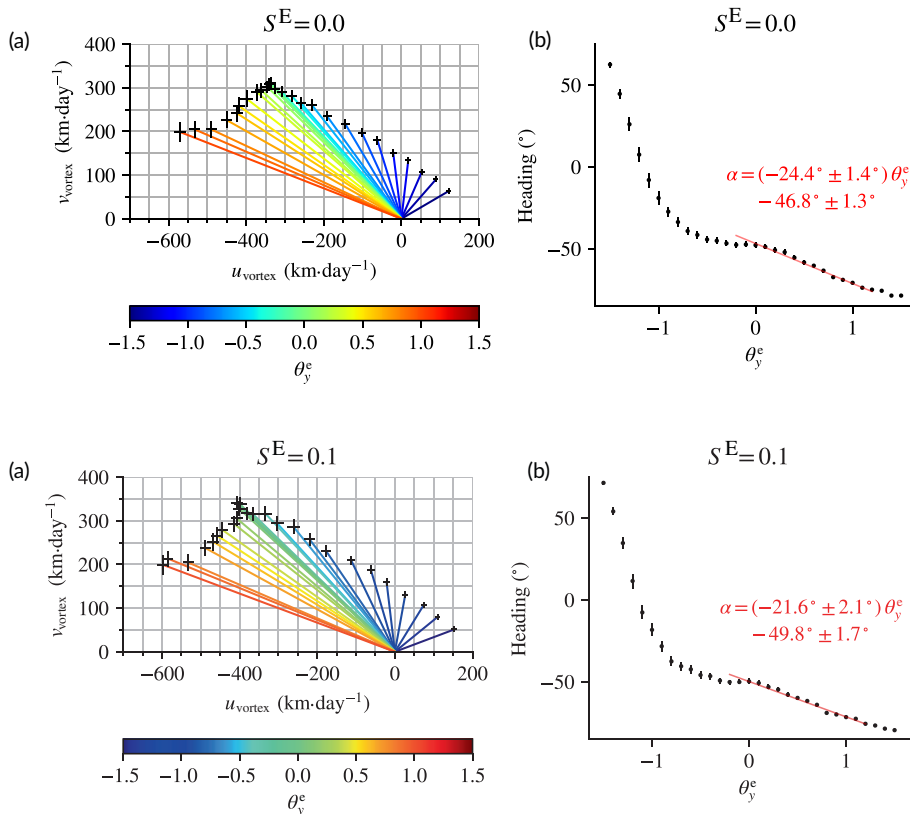 S^E=0.0
(a)
400
300
200
100
0
v_vortex (km·day⁻¹)
−600
−400
−200
0
200
u_vortex (km·day⁻¹)
−1.5
−1.0
−0.5
0.0
0.5
1.0
1.5
θ_y^e
S^E=0.0
(b)
50
0
−50
Heading (°)
α=(−24.4° ± 1.4°) θ_y^e
−46.8° ± 1.3°
−1
0
1
θ_y^e
S^E=0.1
(a)
400
300
200
100
0
v_vortex (km·day⁻¹)
−600
−400
−200
0
200
u_vortex (km·day⁻¹)
−1.5
−1.0
−0.5
0.0
0.5
1.0
1.5
θ_y^e
S^E=0.1
(b)
50
0
−50
Heading (°)
α=(−21.6° ± 2.1°) θ_y^e
−49.8° ± 1.7°
−1
0
1
θ_y^e